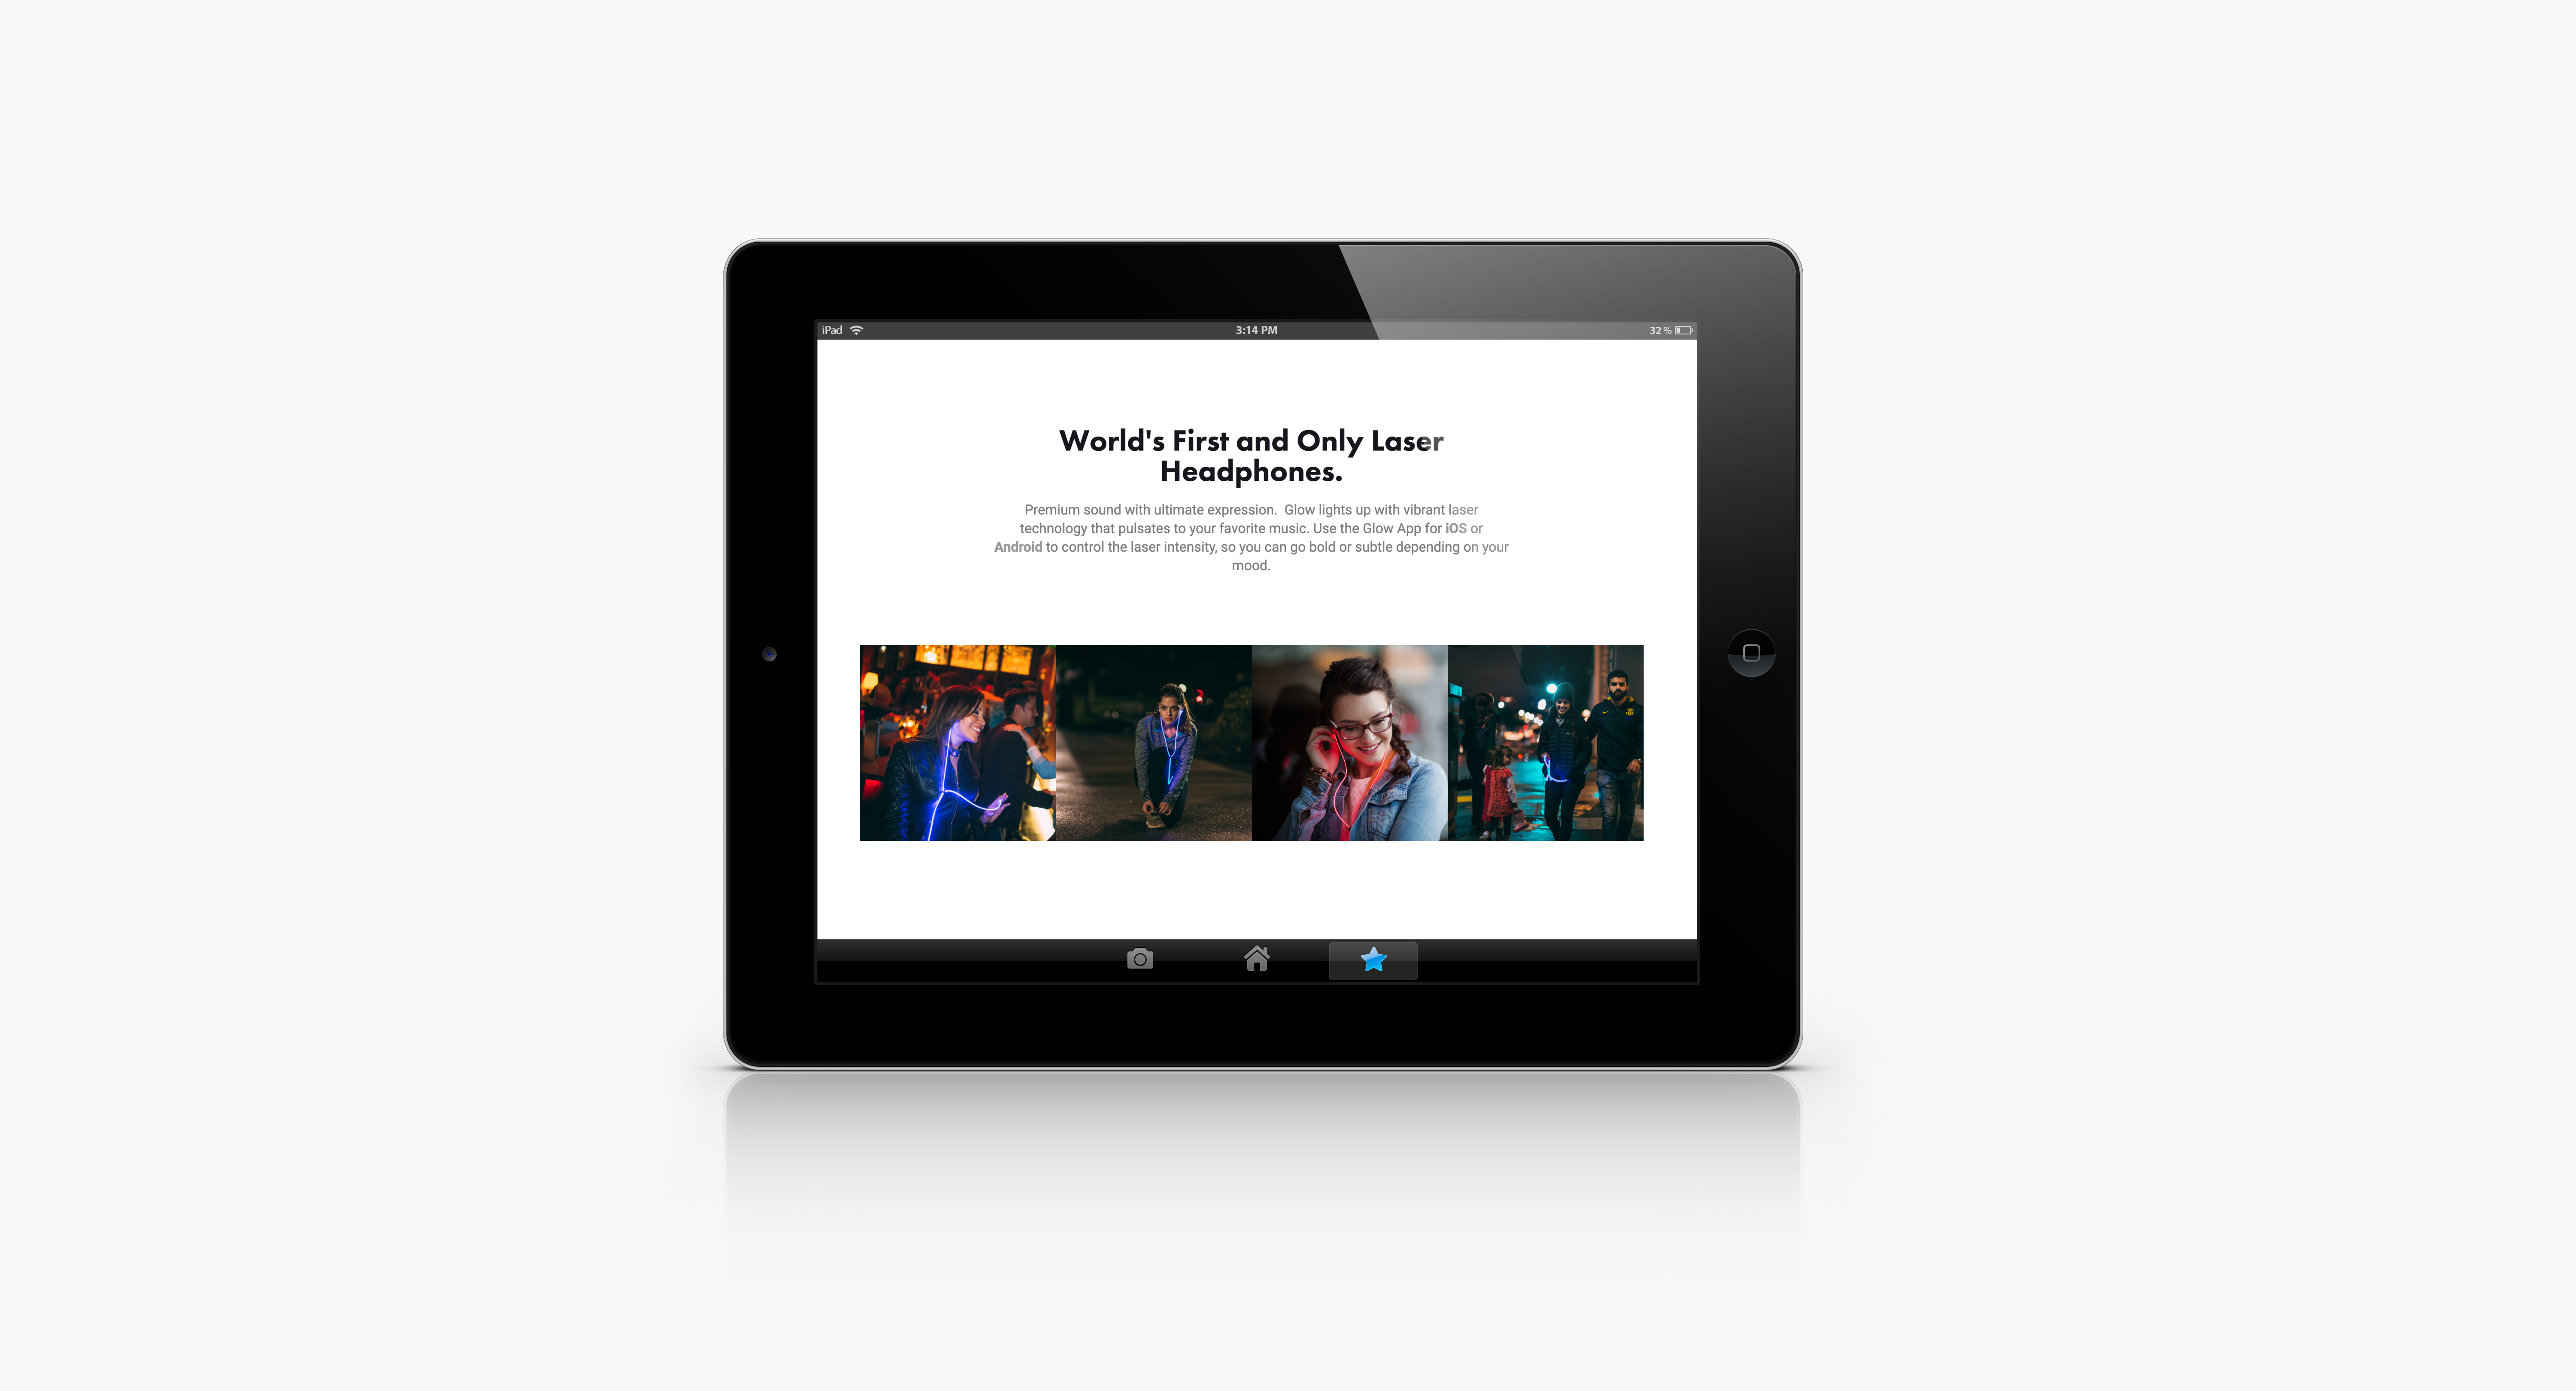 iPad 3:14 PM 32 %
World's First and Only Laser
Headphones.
Premium sound with ultimate expression.  Glow lights up with vibrant laser
technology that pulsates to your favorite music. Use the Glow App for iOS or
Android to control the laser intensity, so you can go bold or subtle depending on your
mood.